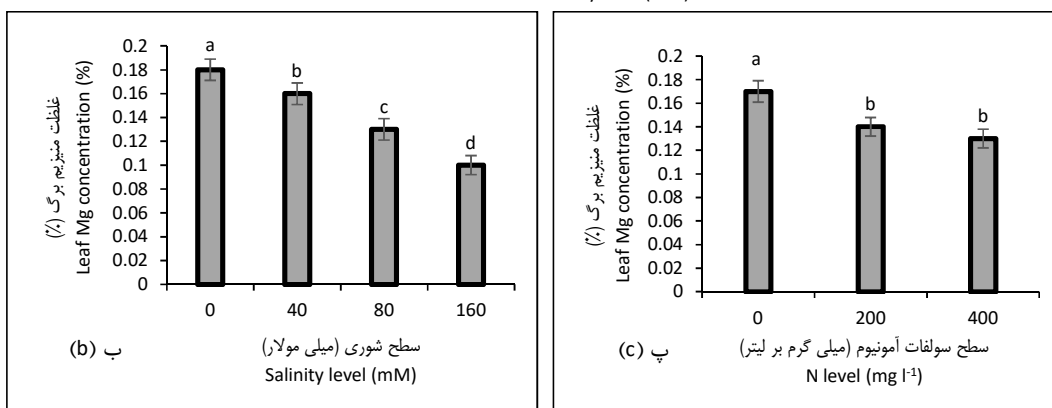 غلظت منیزیم برگ (٪)
Leaf Mg concentration (%)
0.2
0.18
0.16
0.14
0.12
0.1
0.08
0.06
0.04
0.02
0
a
b
c
d
0 40 80 160
سطح شوری (میلی مولار)
Salinity level (mM)
ب (b)
غلظت منیزیم برگ (٪)
Leaf Mg concentration (%)
0.2
0.18
0.16
0.14
0.12
0.1
0.08
0.06
0.04
0.02
0
a
b
b
0 200 400
سطح سولفات آمونیوم (میلی گرم بر لیتر)
N level (mg l⁻¹)
پ (c)